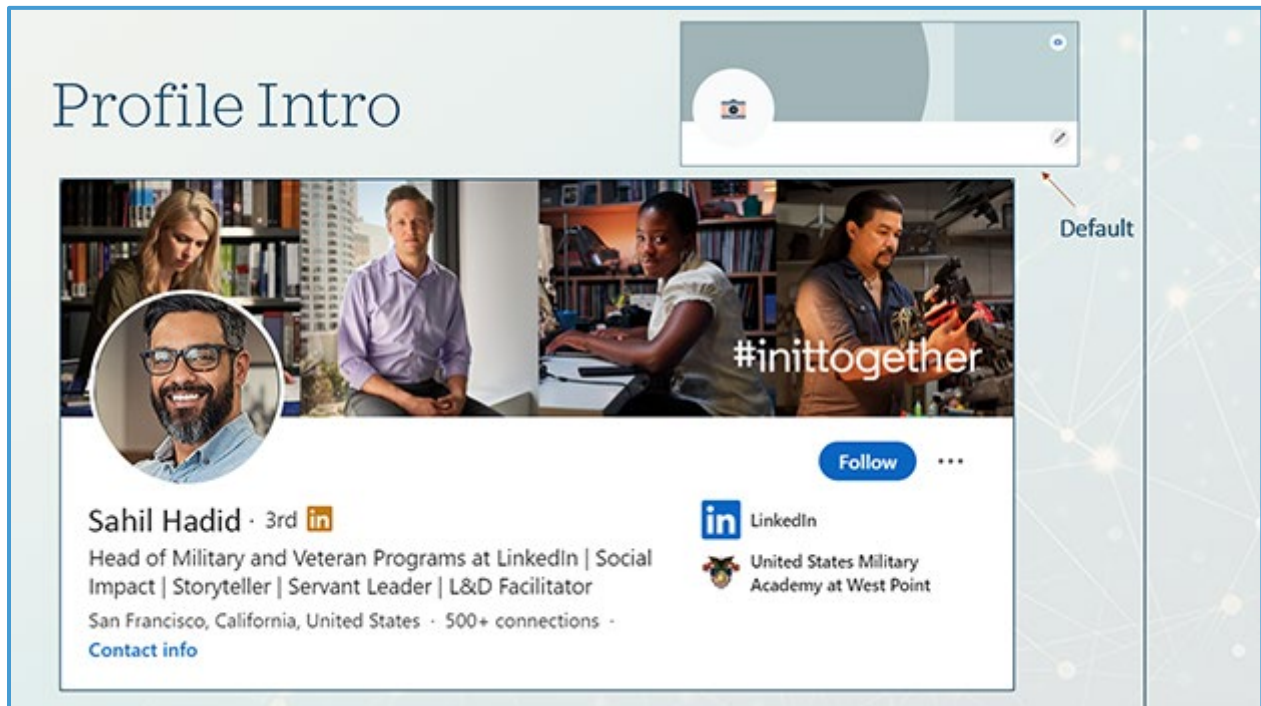 Profile Intro
Default
#inittogether
Follow ...
Sahil Hadid · 3rd in
Head of Military and Veteran Programs at LinkedIn | Social
Impact | Storyteller | Servant Leader | L&D Facilitator
San Francisco, California, United States · 500+ connections ·
Contact info
in LinkedIn
United States Military
Academy at West Point